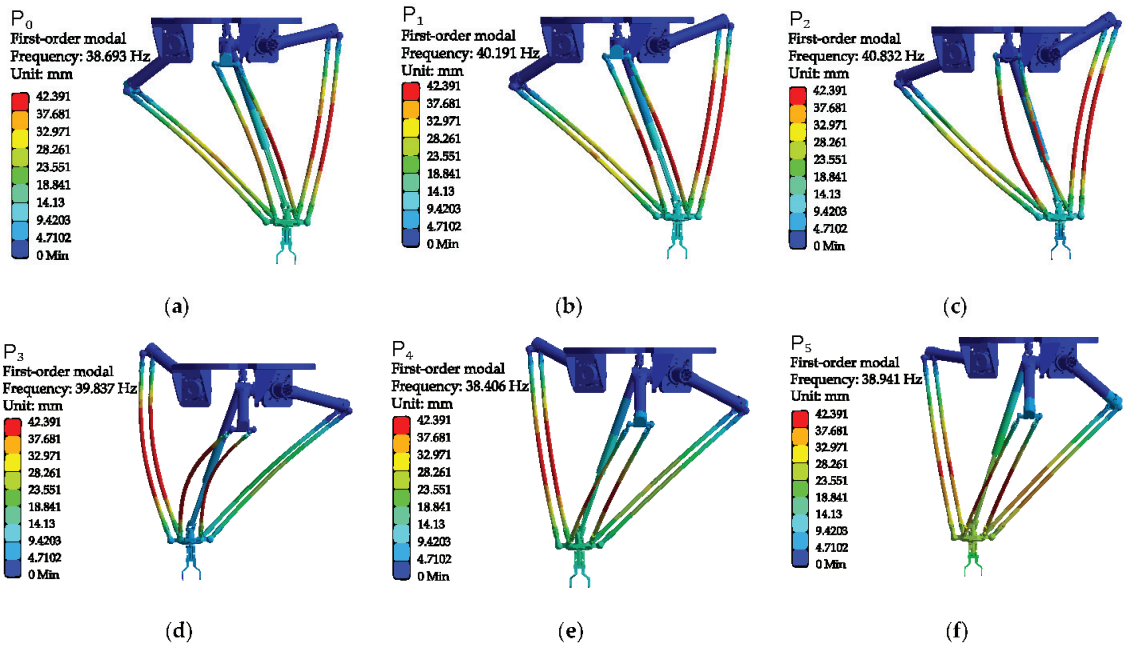 P0
First-order modal
Frequency: 38.693 Hz
Unit: mm
42.391
37.681
32.971
28.261
23.551
18.841
14.13
9.4203
4.7102
0 Min
(a)
P1
First-order modal
Frequency: 40.191 Hz
Unit: mm
42.391
37.681
32.971
28.261
23.551
18.841
14.13
9.4203
4.7102
0 Min
(b)
P2
First-order modal
Frequency: 40.832 Hz
Unit: mm
42.391
37.681
32.971
28.261
23.551
18.841
14.13
9.4203
4.7102
0 Min
(c)
P3
First-order modal
Frequency: 39.837 Hz
Unit: mm
42.391
37.681
32.971
28.261
23.551
18.841
14.13
9.4203
4.7102
0 Min
(d)
P4
First-order modal
Frequency: 38.406 Hz
Unit: mm
42.391
37.681
32.971
28.261
23.551
18.841
14.13
9.4203
4.7102
0 Min
(e)
P5
First-order modal
Frequency: 38.941 Hz
Unit: mm
42.391
37.681
32.971
28.261
23.551
18.841
14.13
9.4203
4.7102
0 Min
(f)